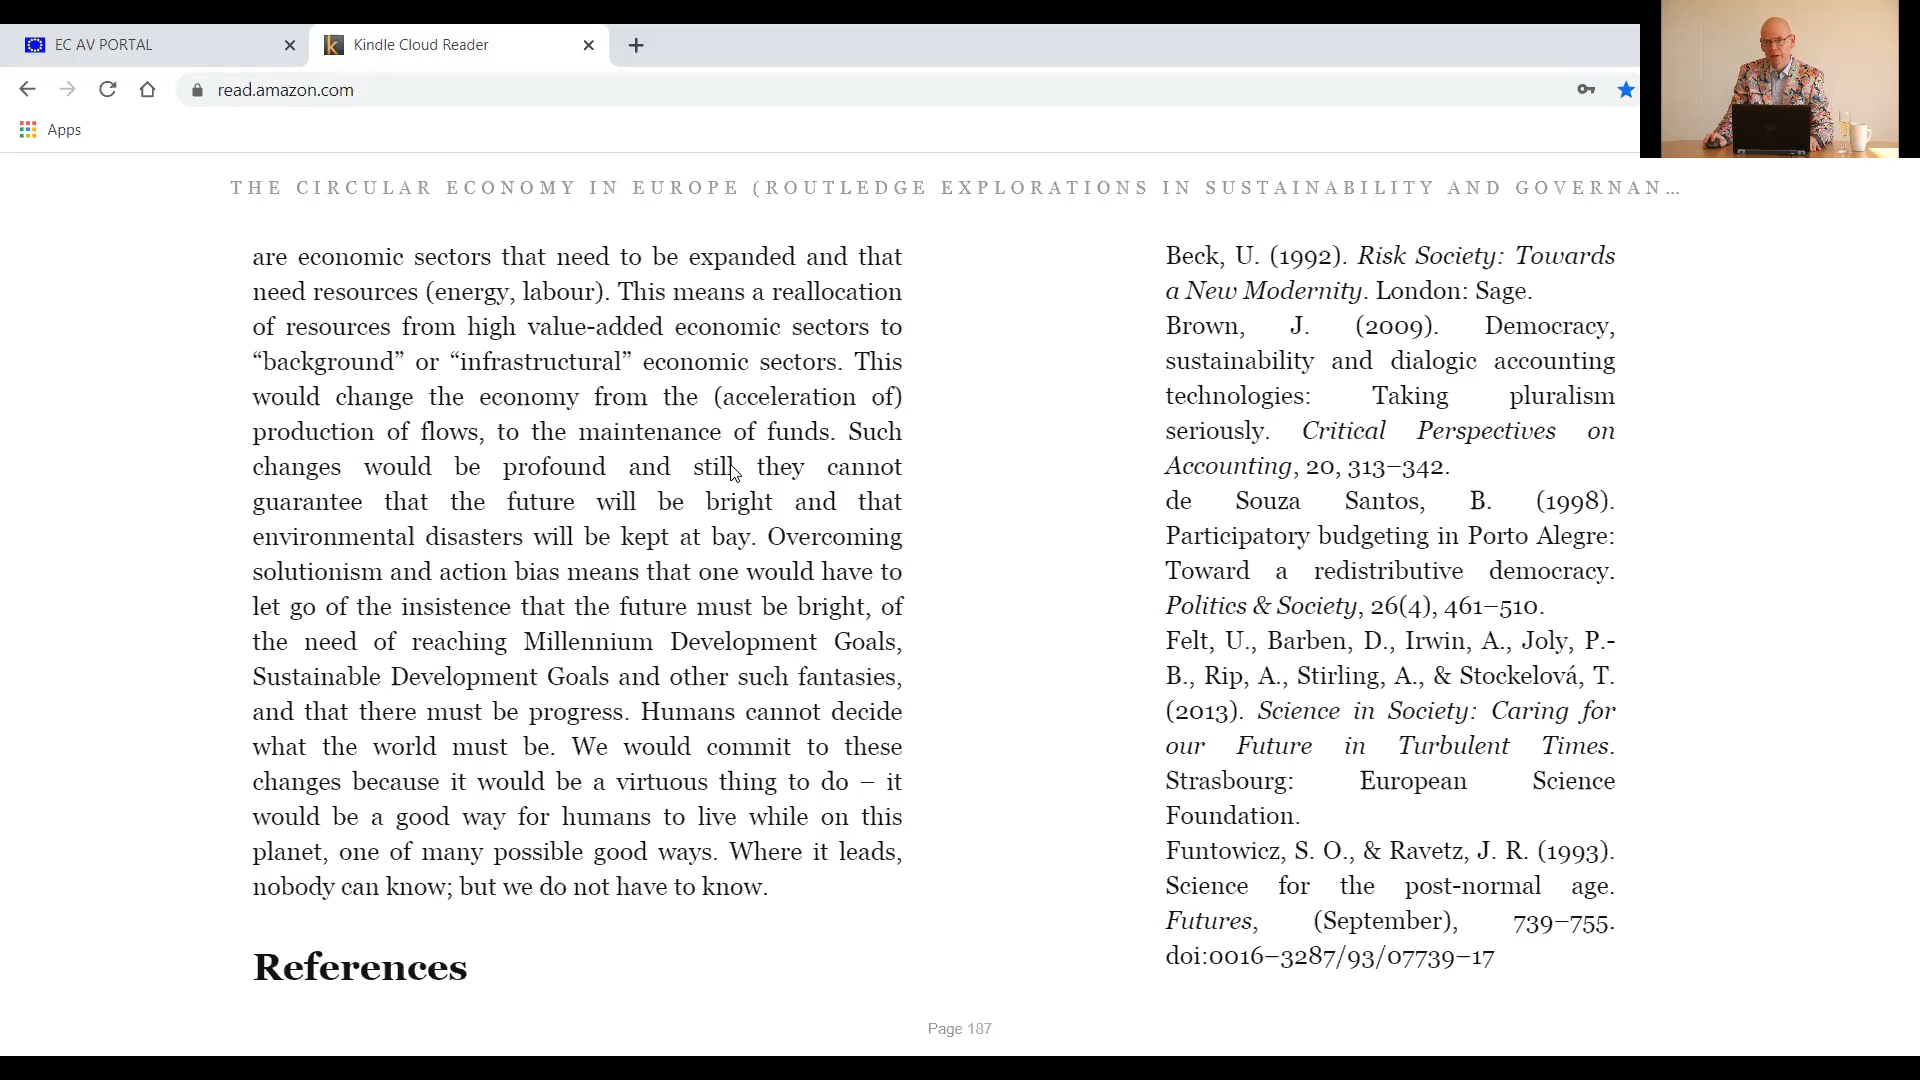 EC AV PORTAL
Kindle Cloud Reader
read.amazon.com
Apps
THE CIRCULAR ECONOMY IN EUROPE (ROUTLEDGE EXPLORATIONS IN SUSTAINABILITY AND GOVERNAN...
are economic sectors that need to be expanded and that
need resources (energy, labour). This means a reallocation
of resources from high value-added economic sectors to
“background” or “infrastructural” economic sectors. This
would change the economy from the (acceleration of)
production of flows, to the maintenance of funds. Such
changes would be profound and still they cannot
guarantee that the future will be bright and that
environmental disasters will be kept at bay. Overcoming
solutionism and action bias means that one would have to
let go of the insistence that the future must be bright, of
the need of reaching Millennium Development Goals,
Sustainable Development Goals and other such fantasies,
and that there must be progress. Humans cannot decide
what the world must be. We would commit to these
changes because it would be a virtuous thing to do – it
would be a good way for humans to live while on this
planet, one of many possible good ways. Where it leads,
nobody can know; but we do not have to know.
References
Beck, U. (1992). Risk Society: Towards
a New Modernity. London: Sage.
Brown, J. (2009). Democracy,
sustainability and dialogic accounting
technologies: Taking pluralism
seriously. Critical Perspectives on
Accounting, 20, 313–342.
de Souza Santos, B. (1998).
Participatory budgeting in Porto Alegre:
Toward a redistributive democracy.
Politics & Society, 26(4), 461–510.
Felt, U., Barben, D., Irwin, A., Joly, P.-
B., Rip, A., Stirling, A., & Stockelová, T.
(2013). Science in Society: Caring for
our Future in Turbulent Times.
Strasbourg: European Science
Foundation.
Funtowicz, S. O., & Ravetz, J. R. (1993).
Science for the post-normal age.
Futures, (September), 739–755.
doi:0016–3287/93/07739–17
Page 187